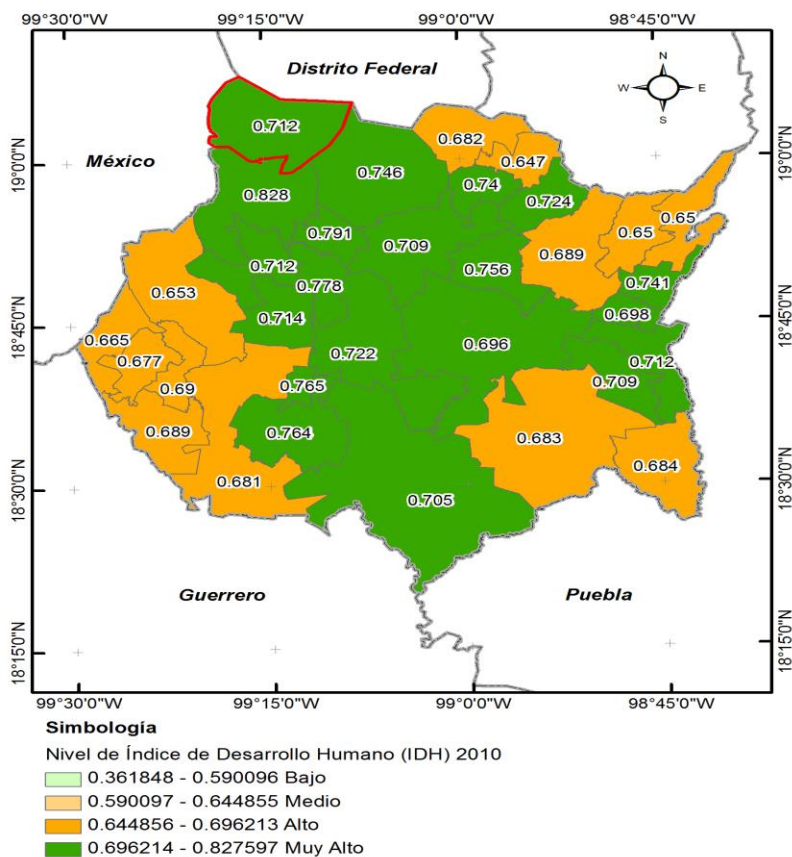 99°30'0"W 99°15'0"W 99°0'0"W 98°45'0"W
Distrito Federal
N
W E
S
México
19°0'0"N
19°0'0"N
0.712
0.682
0.647
0.746
0.74
0.828
0.724
0.65
0.791
0.65
0.709
0.689
0.712
0.756
0.778
0.741
0.653
0.698
0.714
18°45'0"N
18°45'0"N
0.665
0.722
0.696
0.677
0.712
0.765
0.709
0.69
0.689
0.764
0.683
0.684
0.681
0.705
18°30'0"N
18°30'0"N
Guerrero
Puebla
18°15'0"N
18°15'0"N
99°30'0"W 99°15'0"W 99°0'0"W 98°45'0"W
Simbología
Nivel de Índice de Desarrollo Humano (IDH) 2010
0.361848 - 0.590096 Bajo
0.590097 - 0.644855 Medio
0.644856 - 0.696213 Alto
0.696214 - 0.827597 Muy Alto